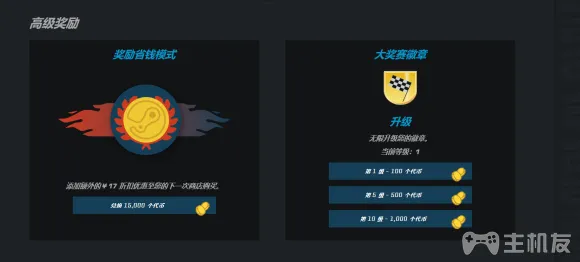 高级奖励
奖励省钱模式
大奖赛徽章
升级
无限升级您的徽章。
当前等级：1
添加额外的 ¥ 17 折扣优惠至您的下一次商店购买。
兑换 15,000 个代币
第 1 级 - 100 个代币
第 5 级 - 500 个代币
第 10 级 - 1,000 个代币
主机友